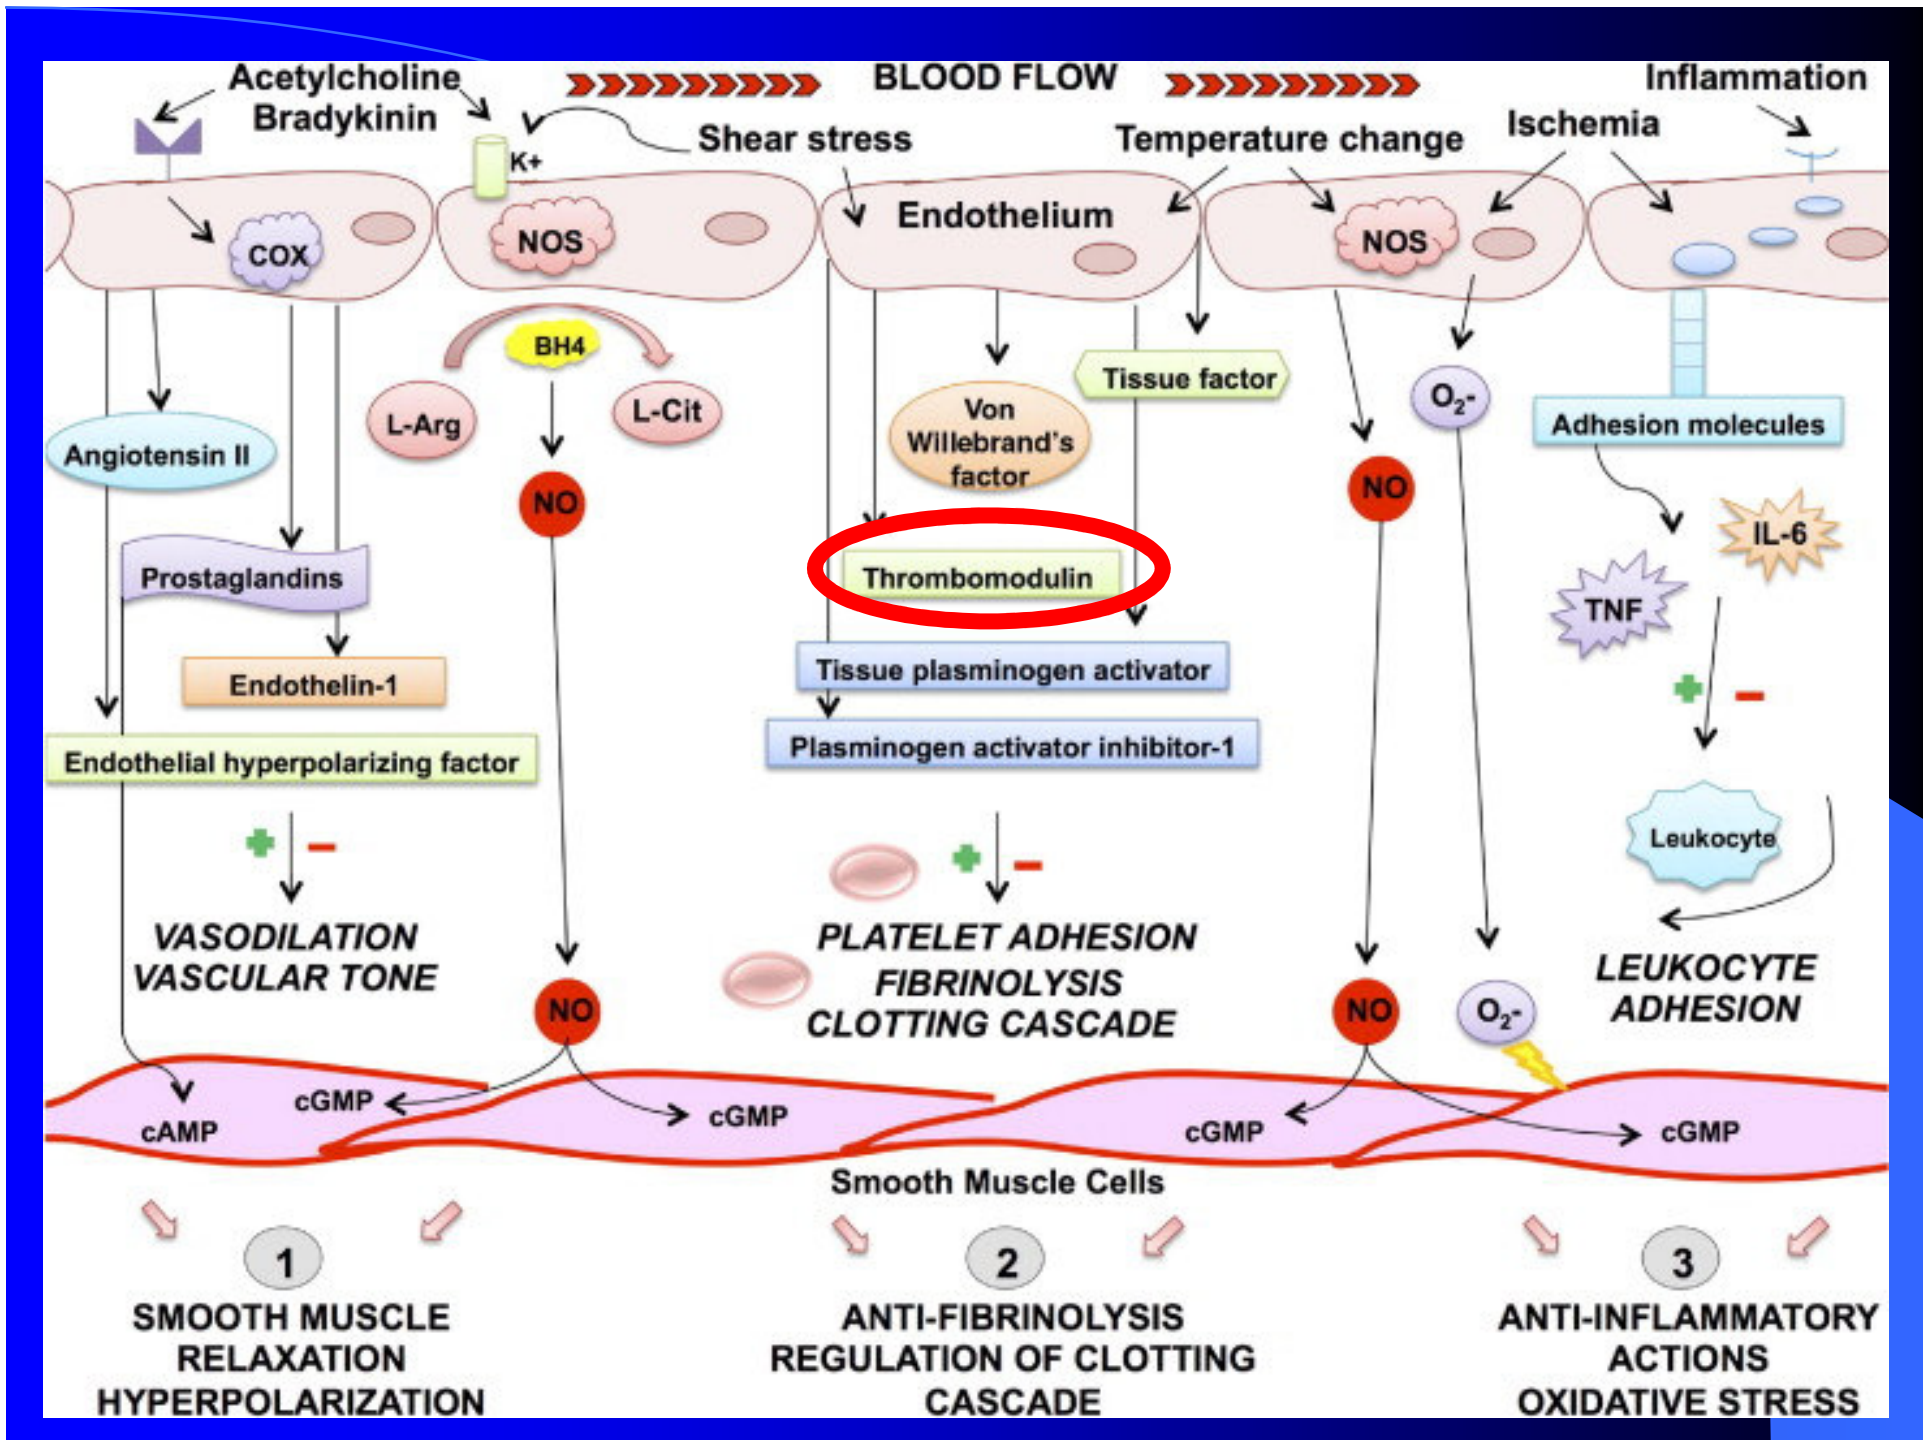 Acetylcholine
Bradykinin
BLOOD FLOW
Inflammation
Shear stress
Temperature change
Ischemia
K+
COX
NOS
Endothelium
NOS
BH4
L-Arg
L-Cit
Angiotensin II
NO
Prostaglandins
Endothelin-1
Endothelial hyperpolarizing factor
Tissue factor
Von
Willebrand's
factor
Thrombomodulin
Tissue plasminogen activator
Plasminogen activator inhibitor-1
NO
O2-
Adhesion molecules
IL-6
TNF
Leukocyte
VASODILATION
VASCULAR TONE
PLATELET ADHESION
FIBRINOLYSIS
CLOTTING CASCADE
LEUKOCYTE
ADHESION
NO
NO
O2-
cAMP
cGMP
cGMP
cGMP
cGMP
Smooth Muscle Cells
1
SMOOTH MUSCLE
RELAXATION
HYPERPOLARIZATION
2
ANTI-FIBRINOLYSIS
REGULATION OF CLOTTING
CASCADE
3
ANTI-INFLAMMATORY
ACTIONS
OXIDATIVE STRESS